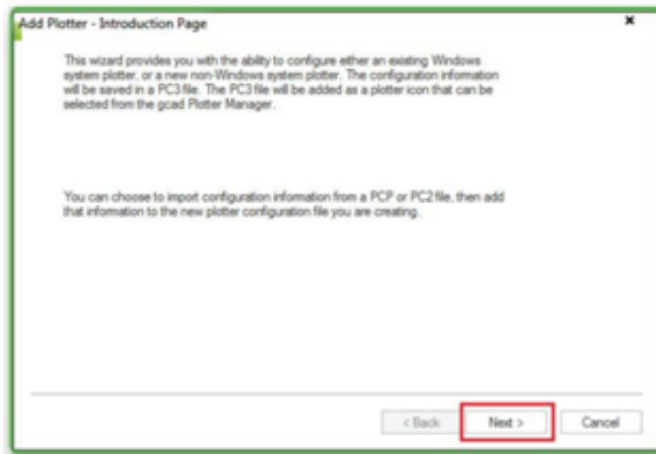 Add Plotter - Introduction Page
This wizard provides you with the ability to configure either an existing Windows
system plotter, or a new non-Windows system plotter. The configuration information
will be saved in a PC3 file. The PC3 file will be added as a plotter icon that can be
selected from the gcad Plotter Manager.
You can choose to import configuration information from a PCP or PC2 file, then add
that information to the new plotter configuration file you are creating.
< Back
Next >
Cancel